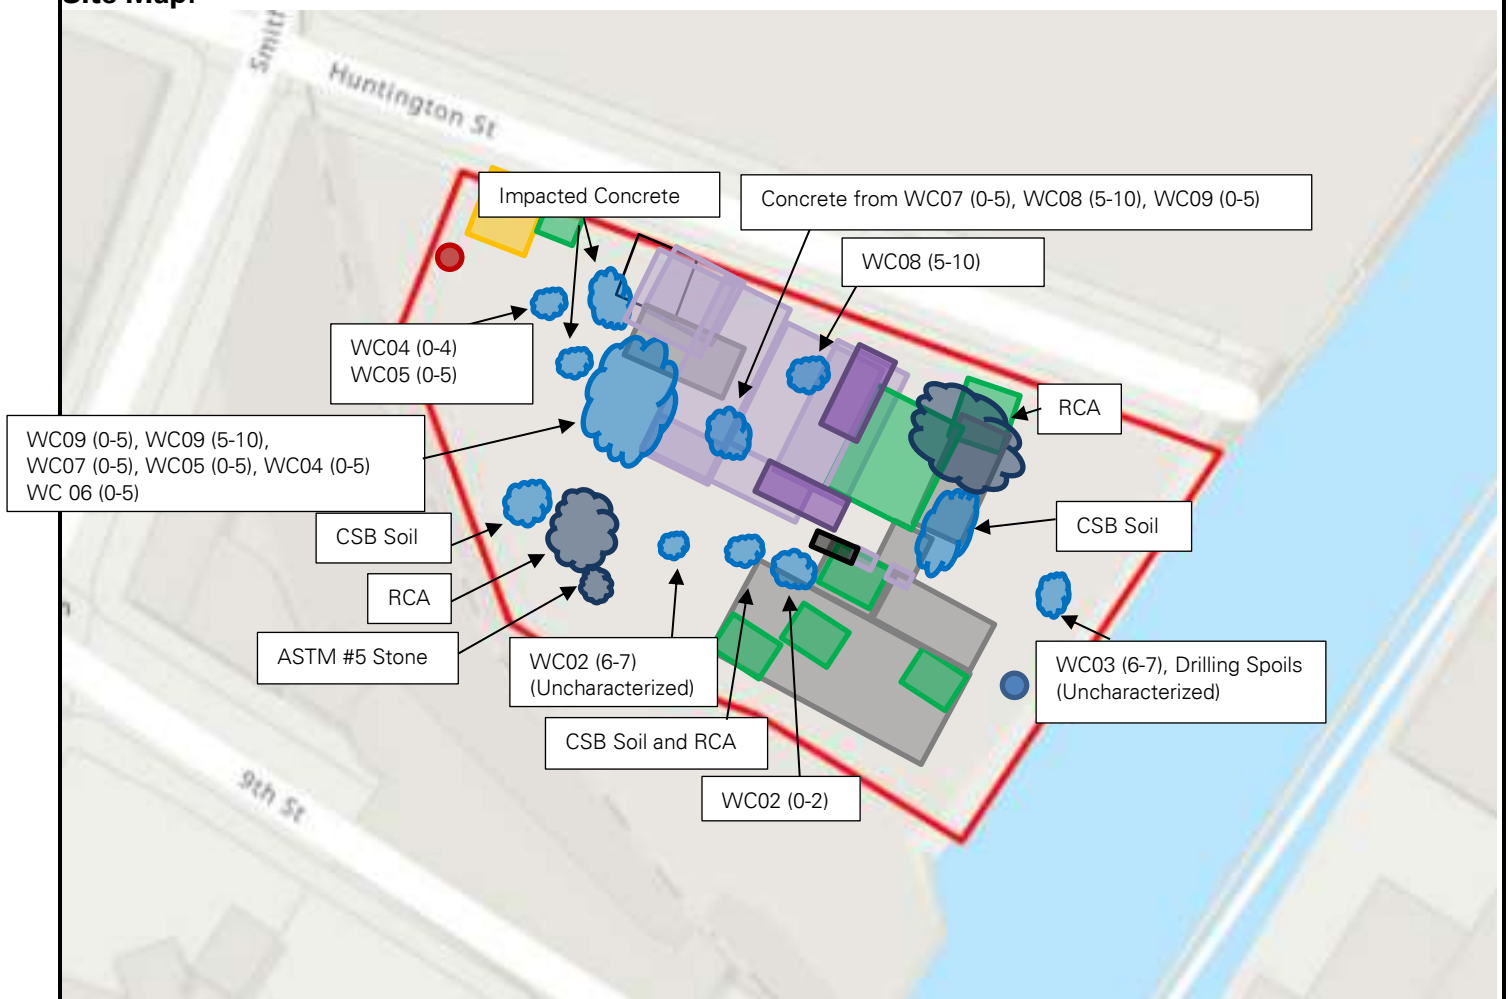 Site Map:
Smith
Huntington St
Impacted Concrete
Concrete from WC07 (0-5), WC08 (5-10), WC09 (0-5)
WC08 (5-10)
WC04 (0-4)
WC05 (0-5)
RCA
WC09 (0-5), WC09 (5-10),
WC07 (0-5), WC05 (0-5), WC04 (0-5)
WC 06 (0-5)
CSB Soil
CSB Soil
RCA
ASTM #5 Stone
WC02 (6-7)
(Uncharacterized)
WC03 (6-7), Drilling Spoils
(Uncharacterized)
CSB Soil and RCA
WC02 (0-2)
9th St